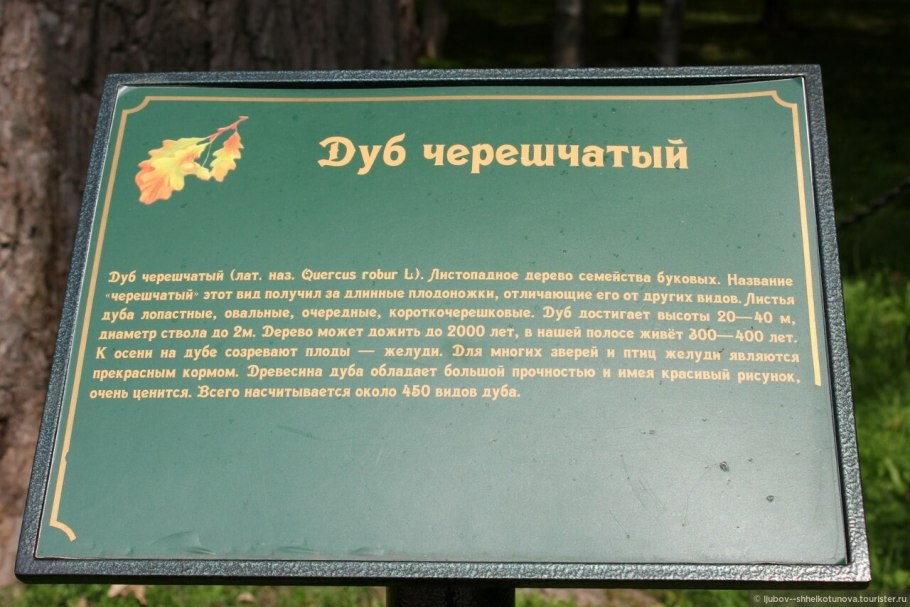 Дуб черешчатый
Дуб черешчатый (лат. наз. Quercus robur L). Листопадное дерево семейства буковых. Название
"черешчатый" этот вид получил за длинные плодоножки, отличающие его от других видов. Листья
дуба лопастные, овальные, очередные, короткочерешковые. Дуб достигает высоты 20—40 м,
диаметр ствола до 2м. Дерево может дожить до 2000 лет, в нашей полосе живёт 300—400 лет.
К осени на дубе созревают плоды — желуди. Для многих зверей и птиц желуди являются
прекрасным кормом. Древесина дуба обладает большой прочностью и имея красивый рисунок,
очень ценится. Всего насчитывается около 450 видов дуба.
© ljubov--shhelkotunova.tourister.ru